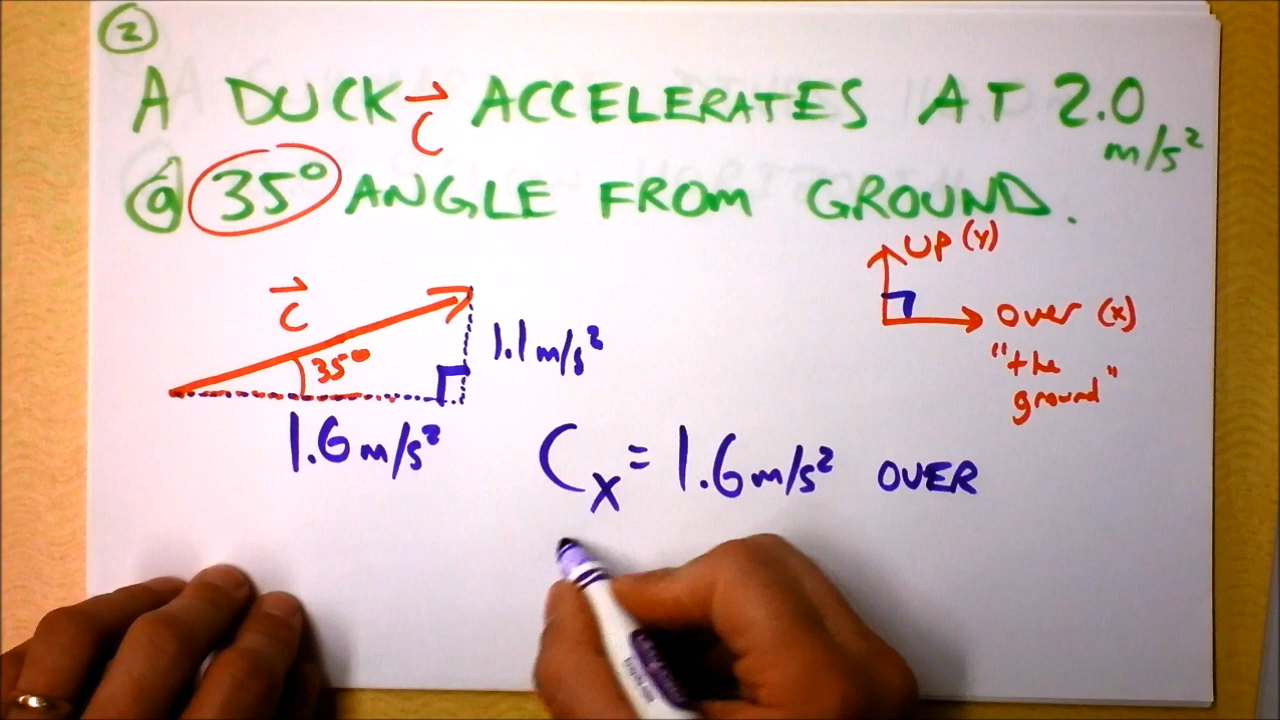 2
A DUCK C ACCELERATES AT 2.0 m/s²
@ 35° ANGLE FROM GROUND.
UP (Y)
over (x)
"the
ground"
C
35°
1.1 m/s²
1.6 m/s²
Cx = 1.6 m/s² OVER